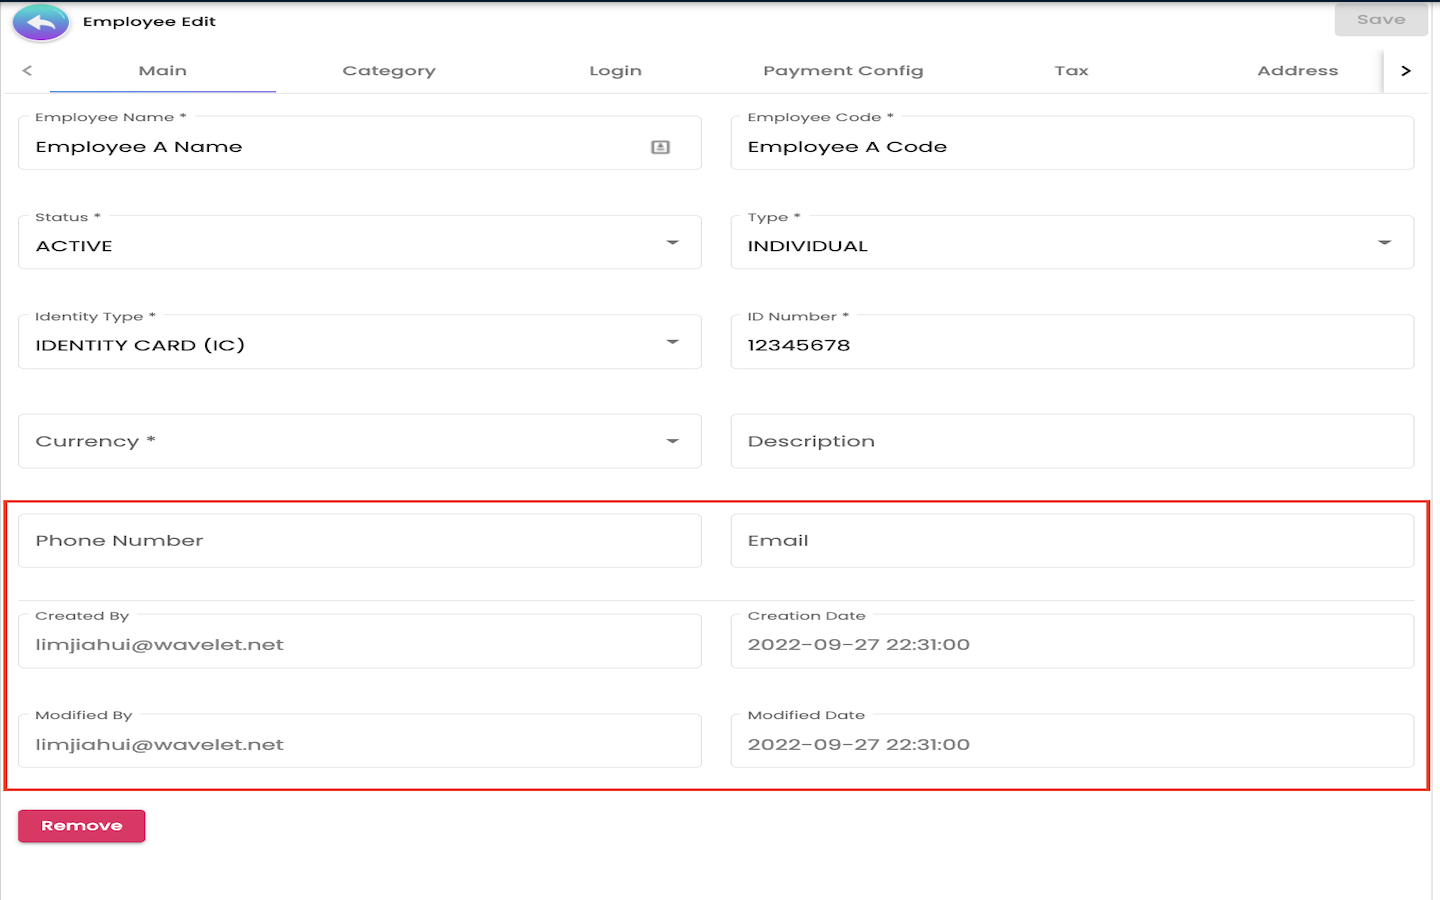 Employee Edit
Save
Main Category Login Payment Config Tax Address
Employee Name * Employee Code *
Employee A Name Employee A Code
Status * Type *
ACTIVE INDIVIDUAL
Identity Type * ID Number *
IDENTITY CARD (IC) 12345678
Currency * Description
Phone Number Email
Created By Creation Date
limjiahui@wavelet.net 2022-09-27 22:31:00
Modified By Modified Date
limjiahui@wavelet.net 2022-09-27 22:31:00
Remove